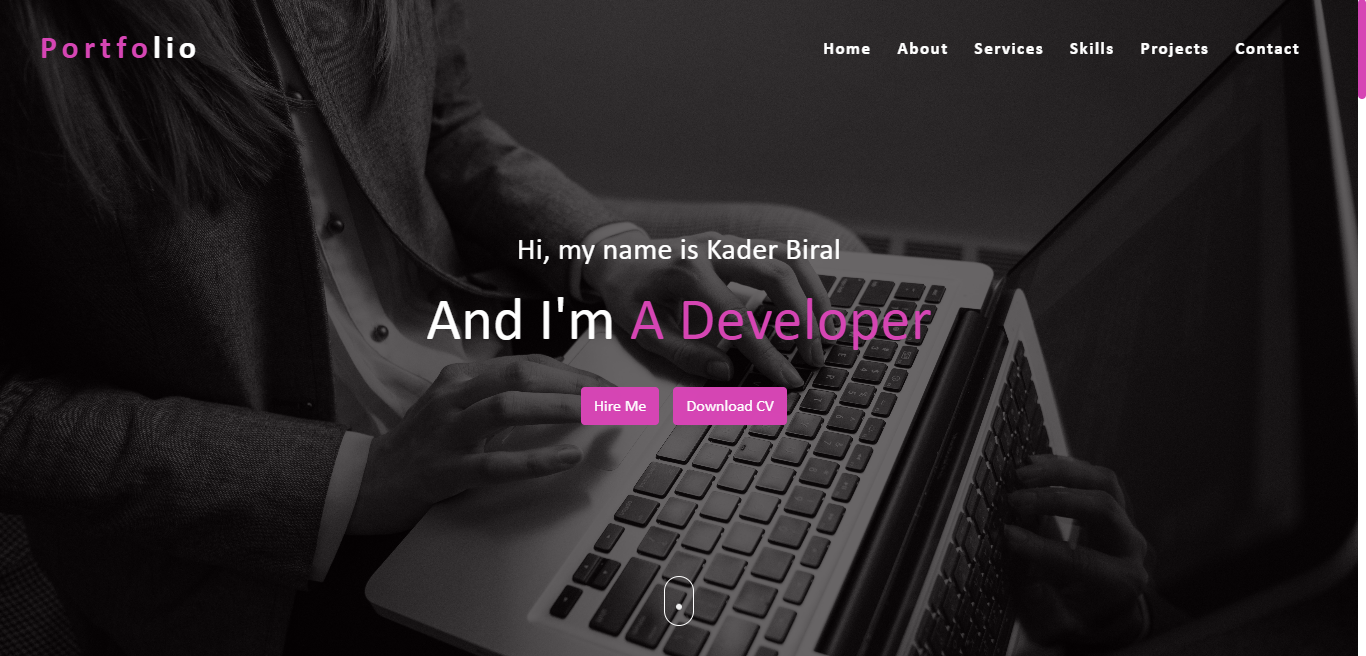 Portfolio
Home About Services Skills Projects Contact
Hi, my name is Kader Biral
And I'm A Developer
Hire Me Download CV